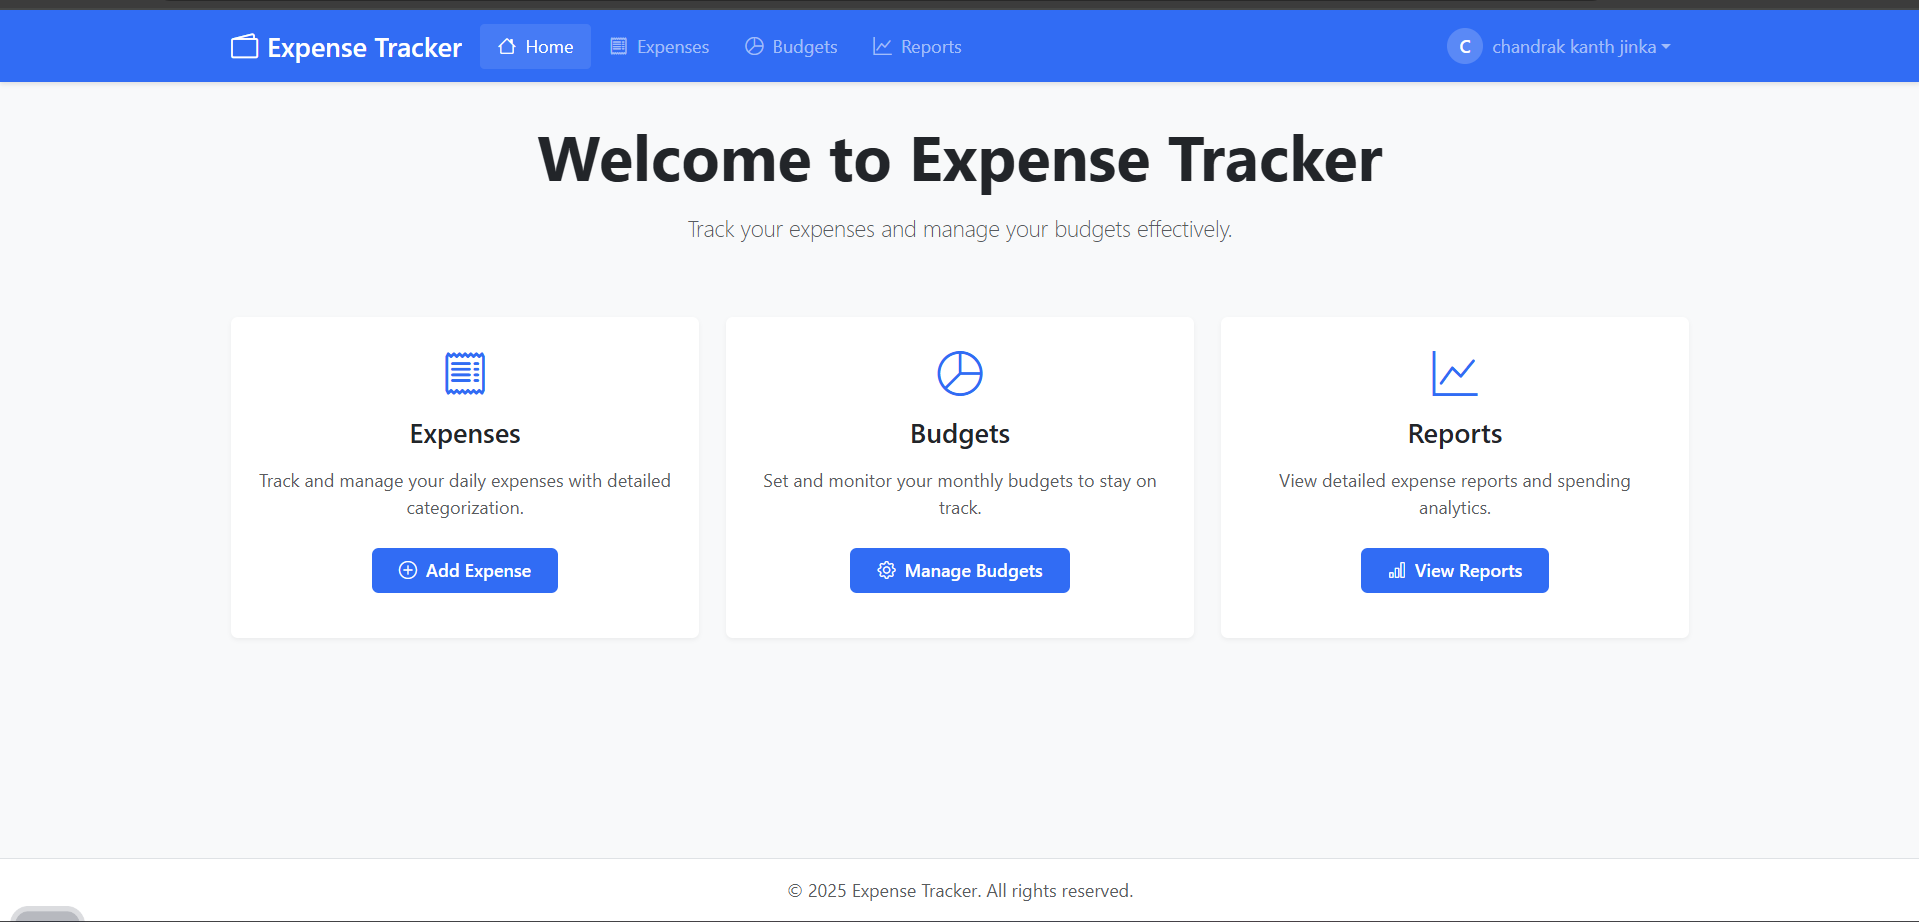 Expense Tracker
Home
Expenses
Budgets
Reports
C
chandrak kanth jinka
Welcome to Expense Tracker
Track your expenses and manage your budgets effectively.
Expenses
Track and manage your daily expenses with detailed
categorization.
Add Expense
Budgets
Set and monitor your monthly budgets to stay on
track.
Manage Budgets
Reports
View detailed expense reports and spending
analytics.
View Reports
© 2025 Expense Tracker. All rights reserved.